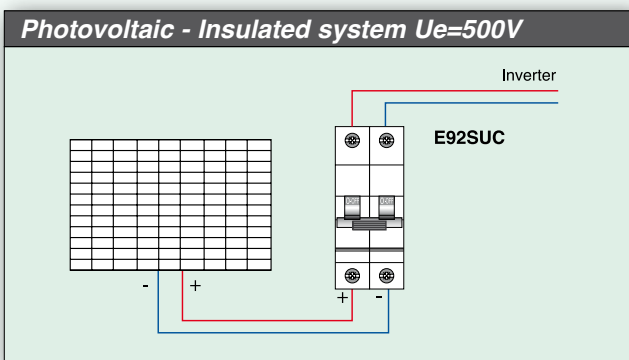 Photovoltaic - Insulated system Ue=500V
Inverter
E92SUC
- +
+ -